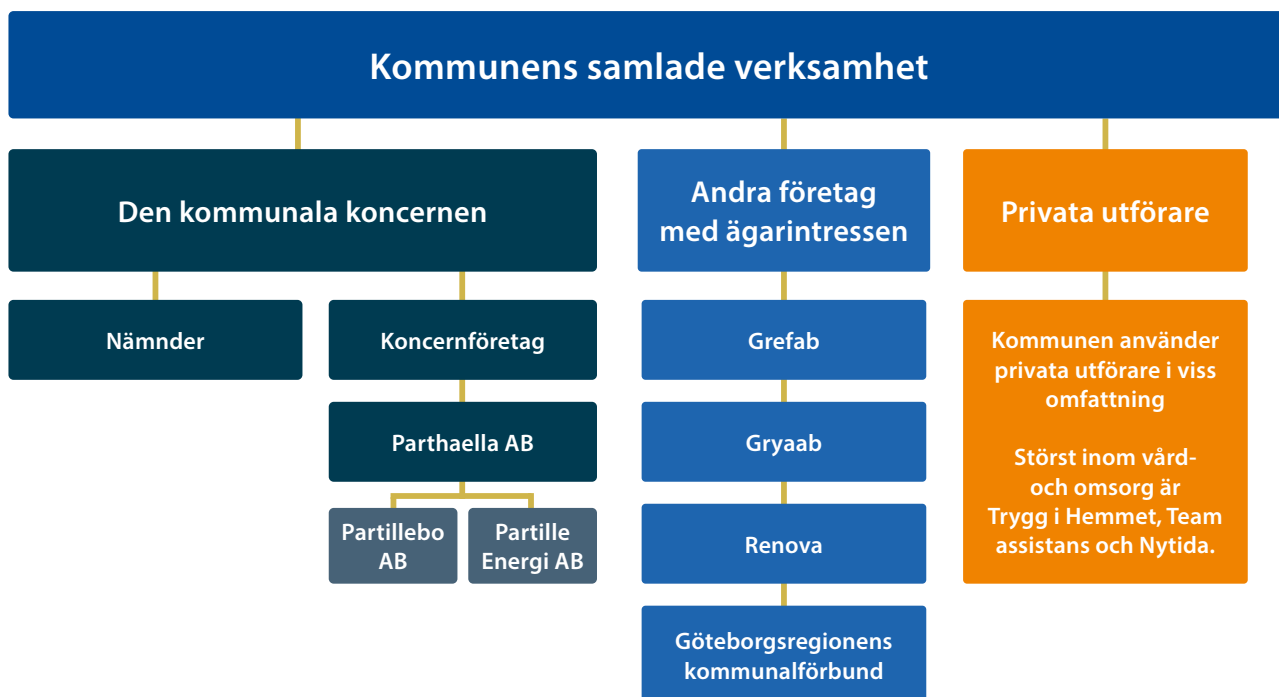 Kommunens samlade verksamhet
Den kommunala koncernen
Nämnder
Koncernföretag
Parthaella AB
Partillebo
AB
Partille
Energi AB
Andra företag
med ägarintressen
Grefab
Gryaab
Renova
Göteborgsregionens
kommunalförbund
Privata utförare
Kommunen använder
privata utförare i viss
omfattning
Störst inom vård-
och omsorg är
Trygg i Hemmet, Team
assistans och Nytida.